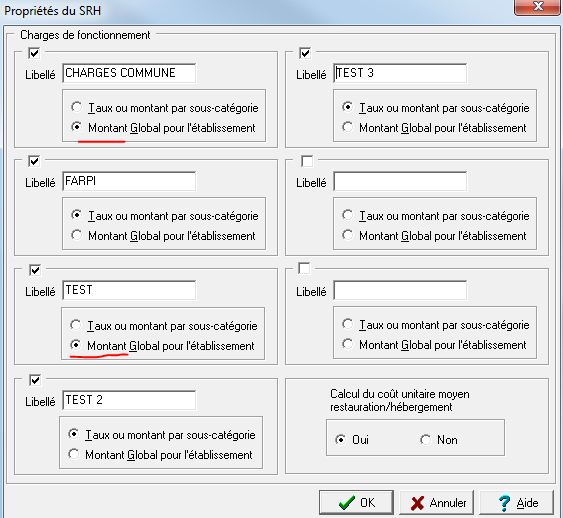 Propriétés du SRH
Charges de fonctionnement
Libellé CHARGES COMMUNE
Taux ou montant par sous-catégorie
Montant Global pour l'établissement
Libellé FARPI
Taux ou montant par sous-catégorie
Montant Global pour l'établissement
Libellé TEST
Taux ou montant par sous-catégorie
Montant Global pour l'établissement
Libellé TEST 2
Taux ou montant par sous-catégorie
Montant Global pour l'établissement
Libellé TEST 3
Taux ou montant par sous-catégorie
Montant Global pour l'établissement
Libellé
Taux ou montant par sous-catégorie
Montant Global pour l'établissement
Libellé
Taux ou montant par sous-catégorie
Montant Global pour l'établissement
Calcul du coût unitaire moyen
restauration/hébergement
Oui Non
OK Annuler Aide